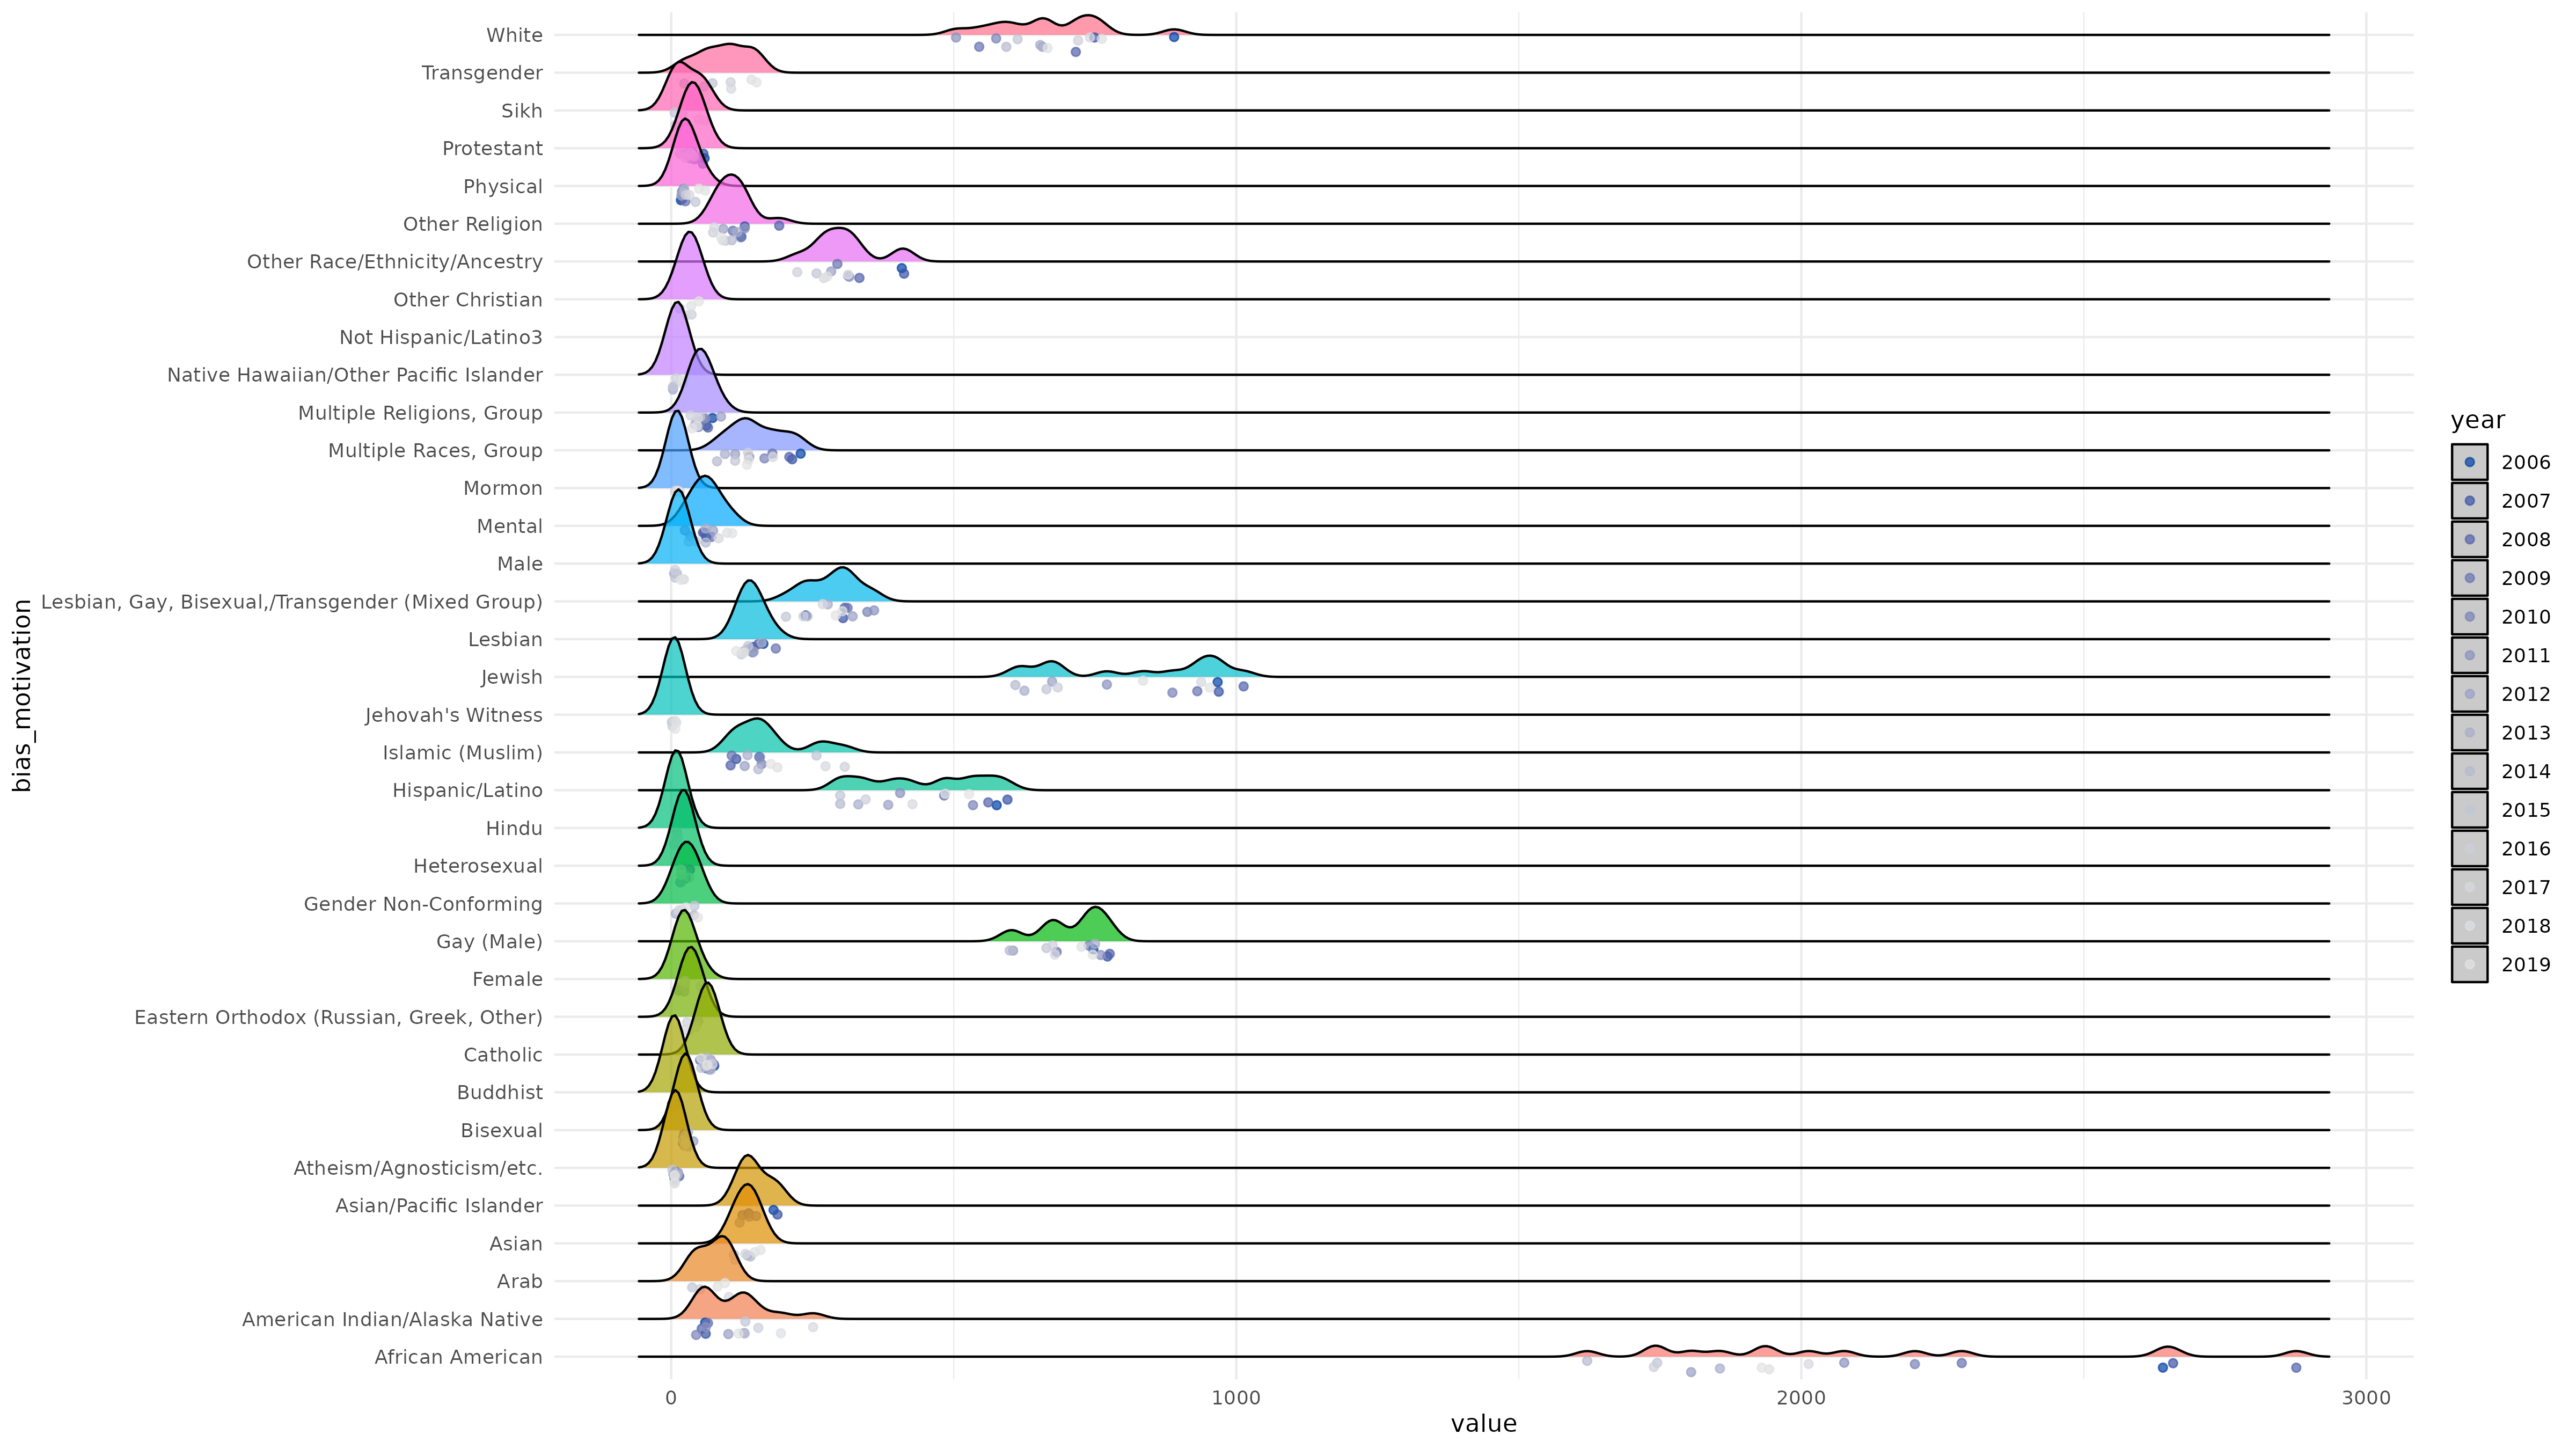 White
Transgender
Sikh
Protestant
Physical
Other Religion
Other Race/Ethnicity/Ancestry
Other Christian
Not Hispanic/Latino3
Native Hawaiian/Other Pacific Islander
Multiple Religions, Group
Multiple Races, Group
Mormon
Mental
Male
Lesbian, Gay, Bisexual,/Transgender (Mixed Group)
Lesbian
Jewish
Jehovah's Witness
Islamic (Muslim)
Hispanic/Latino
Hindu
Heterosexual
Gender Non-Conforming
Gay (Male)
Female
Eastern Orthodox (Russian, Greek, Other)
Catholic
Buddhist
Bisexual
Atheism/Agnosticism/etc.
Asian/Pacific Islander
Asian
Arab
American Indian/Alaska Native
African American
bias_motivation
0 1000 2000 3000
value
year
2006
2007
2008
2009
2010
2011
2012
2013
2014
2015
2016
2017
2018
2019